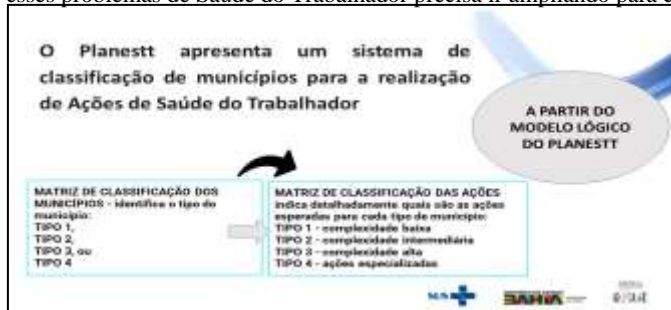 O Planestt apresenta um sistema de
classificação de municípios para a realização
de Ações de Saúde do Trabalhador
A PARTIR DO
MODELO LÓGICO
DO PLANESTT
MATRIZ DE CLASSIFICAÇÃO DOS
MUNICÍPIOS - identifica o tipo do
município:
TIPO 1,
TIPO 2,
TIPO 3, ou
TIPO 4
MATRIZ DE CLASSIFICAÇÃO DAS AÇÕES
indica detalhadamente quais são as ações
esperadas para cada tipo de município:
TIPO 1 - complexidade baixa
TIPO 2 - complexidade intermediária
TIPO 3 - complexidade alta
TIPO 4 - ações especializadas
SUS
BAHIA